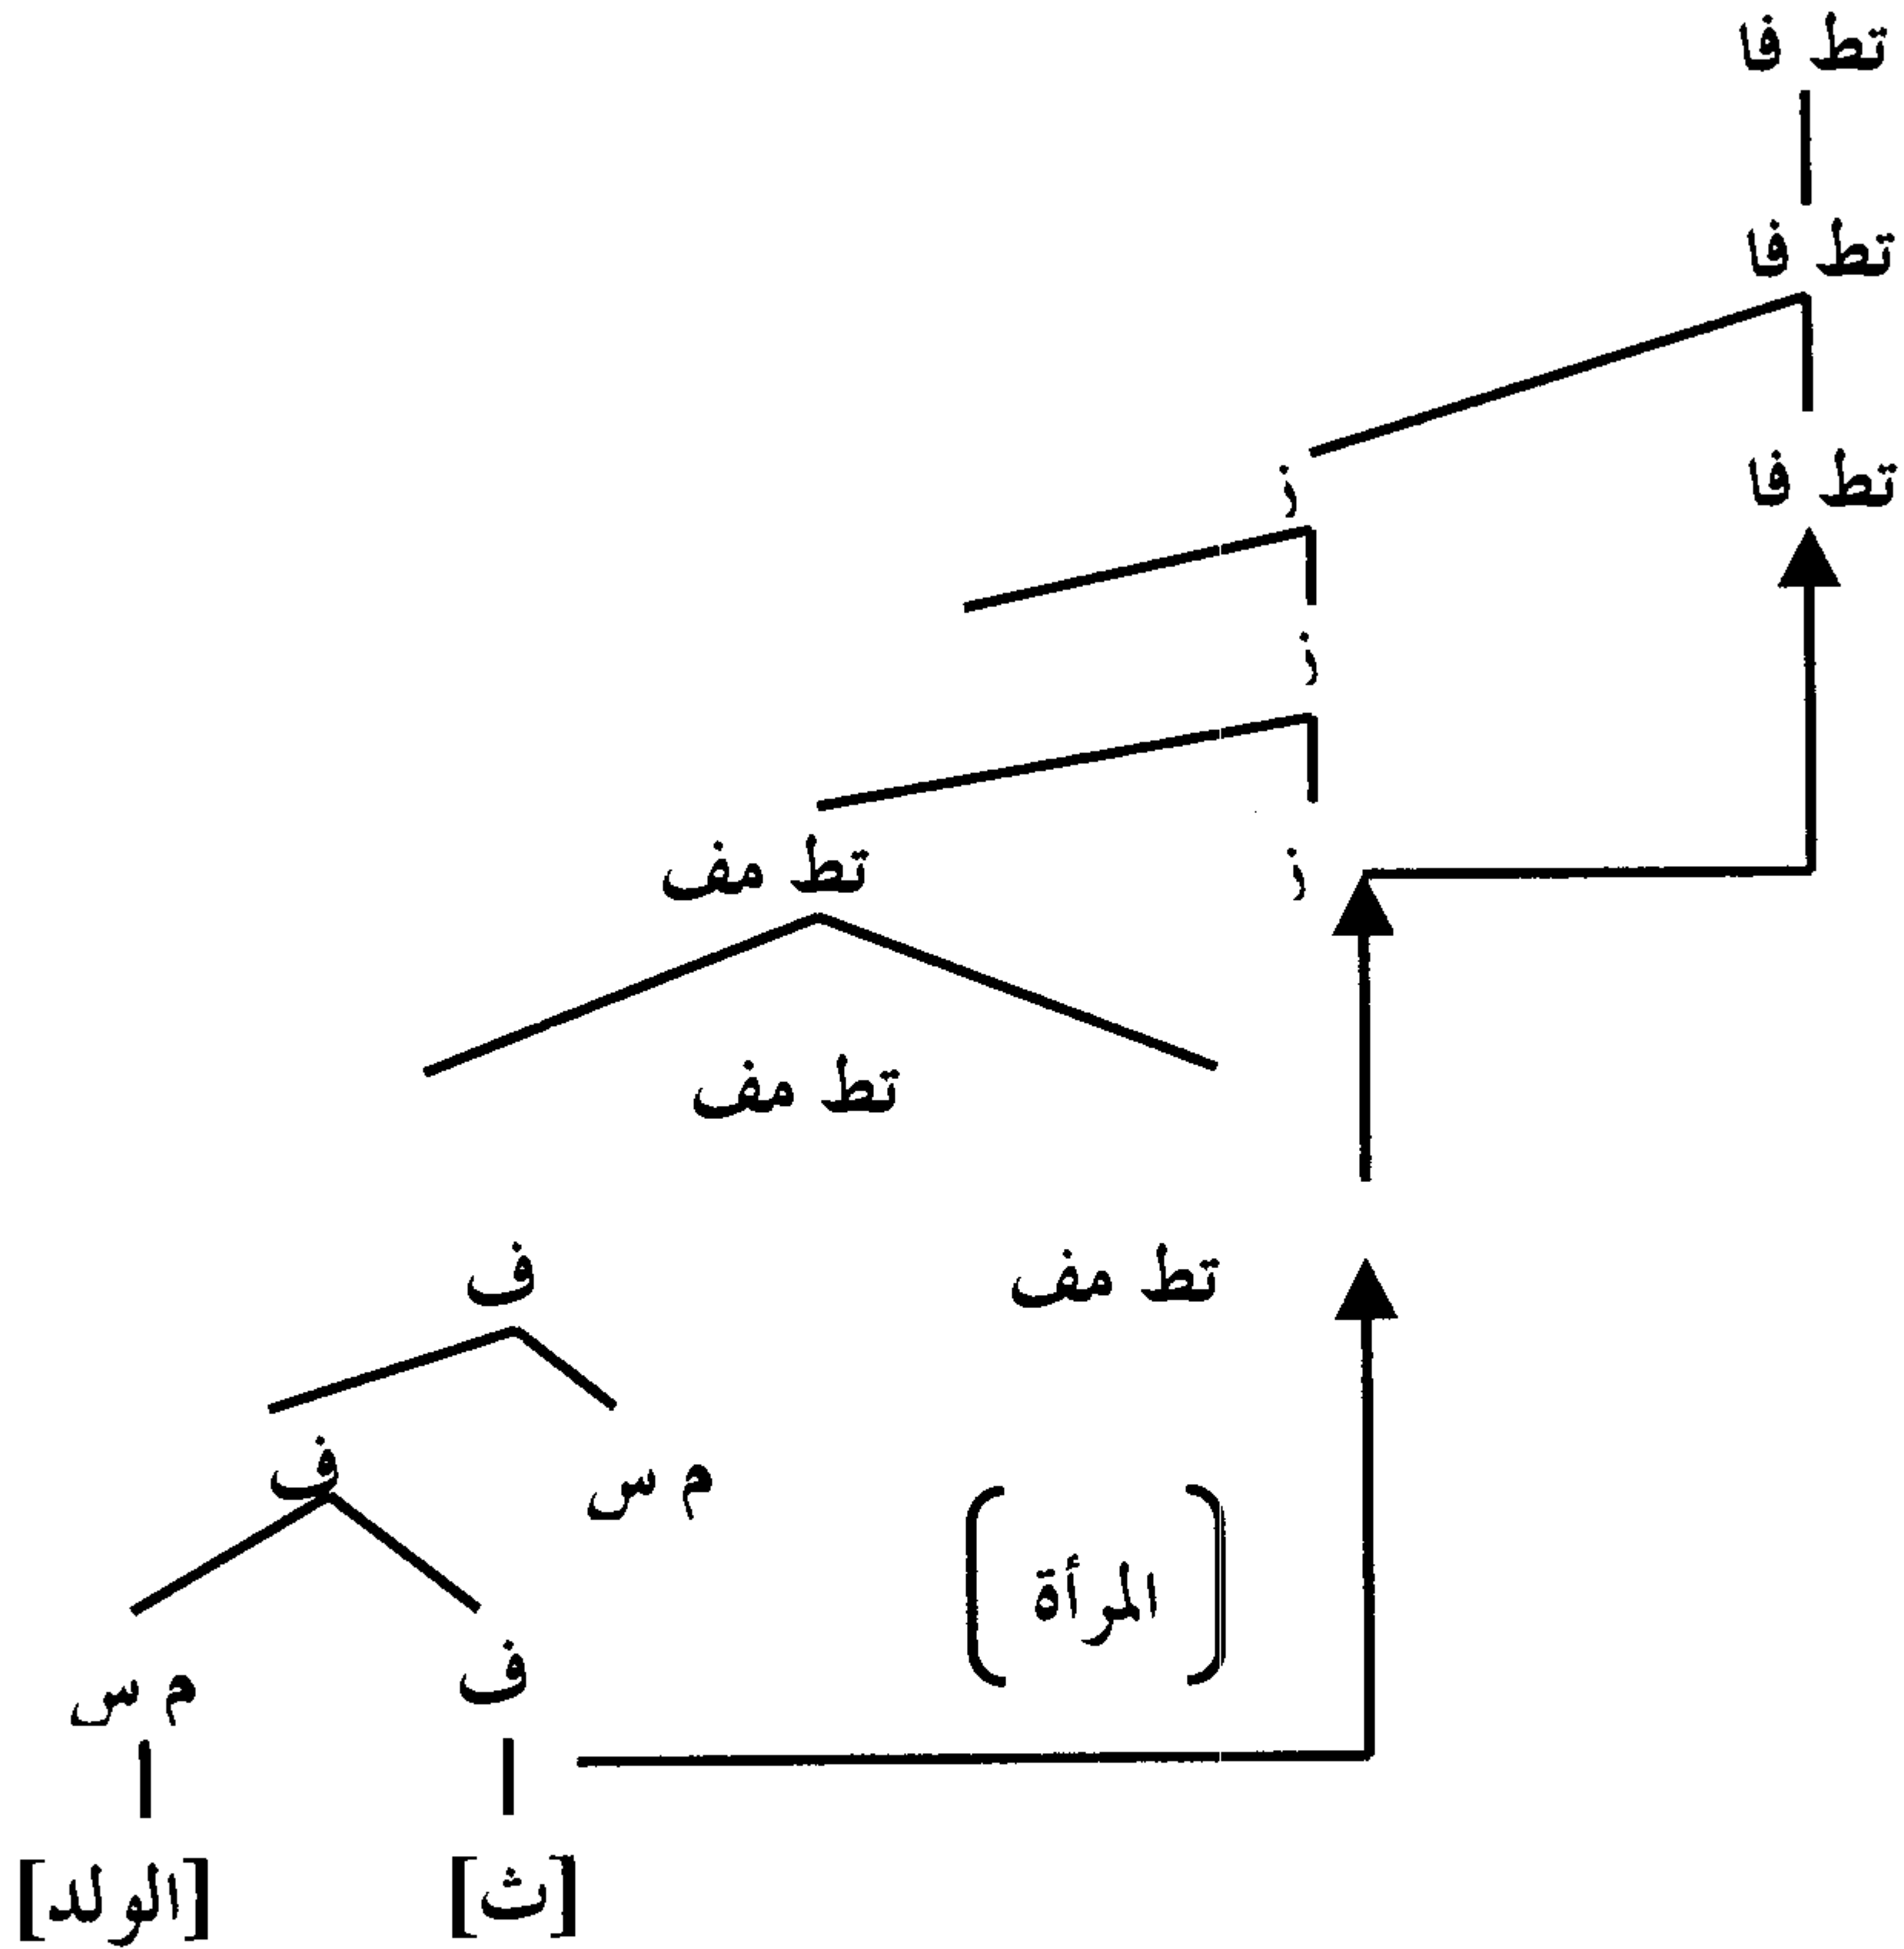 تط فا
تط فا
تط فا
ز
ز
ز
تط مف
تط مف
تط مف
ف
م س
ف
(المرأة)
ف
م س
[ث]
[الولد]